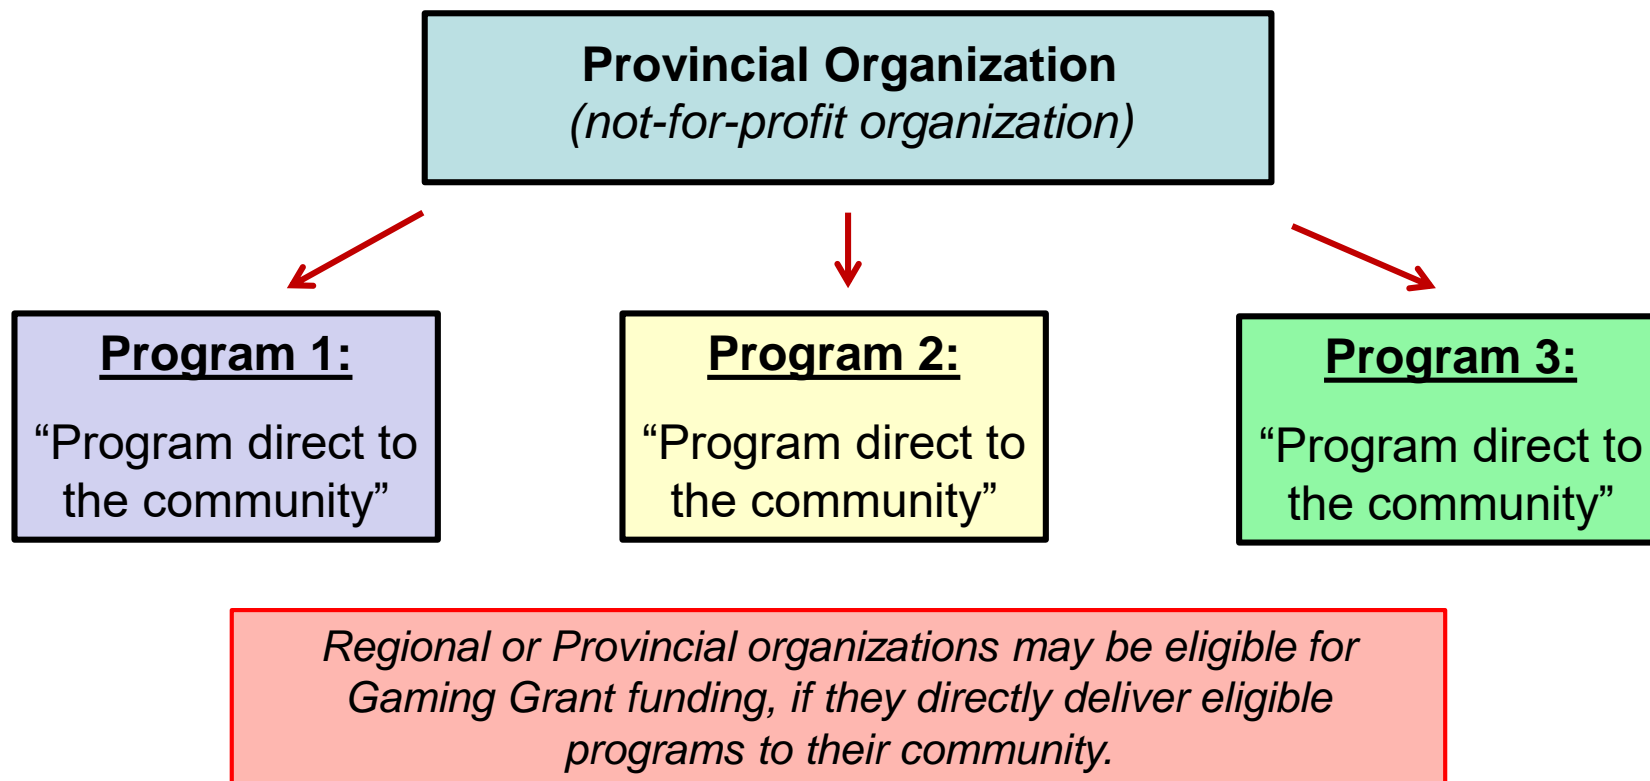 Provincial Organization
(not-for-profit organization)
Program 1:
“Program direct to
the community”
Program 2:
“Program direct to
the community”
Program 3:
“Program direct to
the community”
Regional or Provincial organizations may be eligible for
Gaming Grant funding, if they directly deliver eligible
programs to their community.